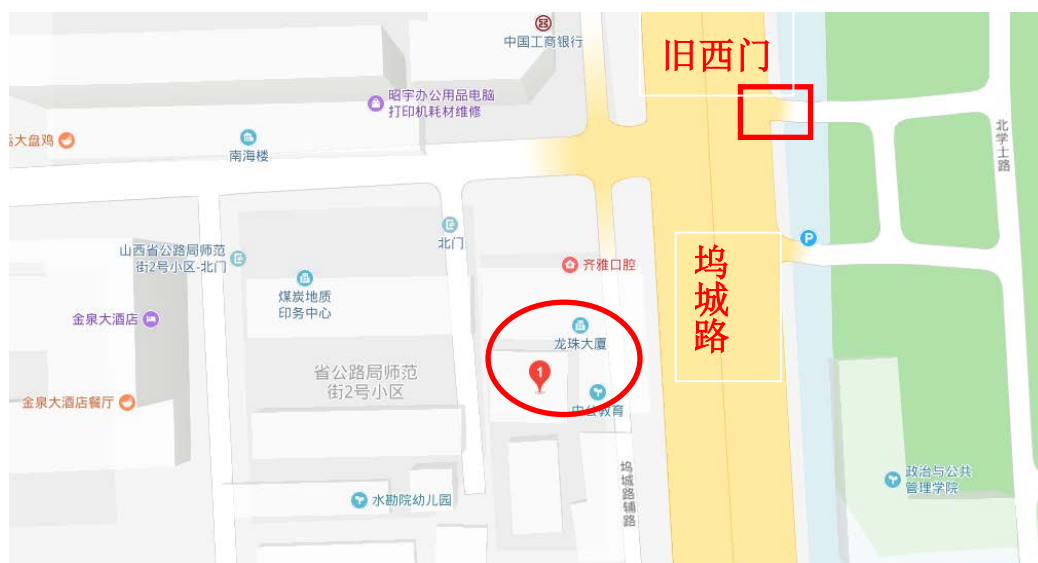 中国工商银行
旧西门
昭宇办公用品电脑
打印机耗材维修
大盘鸡
南海楼
北学士路
北门
山西省公路局师范
街2号小区-北门
P
齐雅口腔
坞城路
煤炭地质
印务中心
金泉大酒店
龙珠大厦
省公路局师范
街2号小区
1
金泉大酒店餐厅
中公教育
坞城路辅路
政治与公共
管理学院
水勘院幼儿园